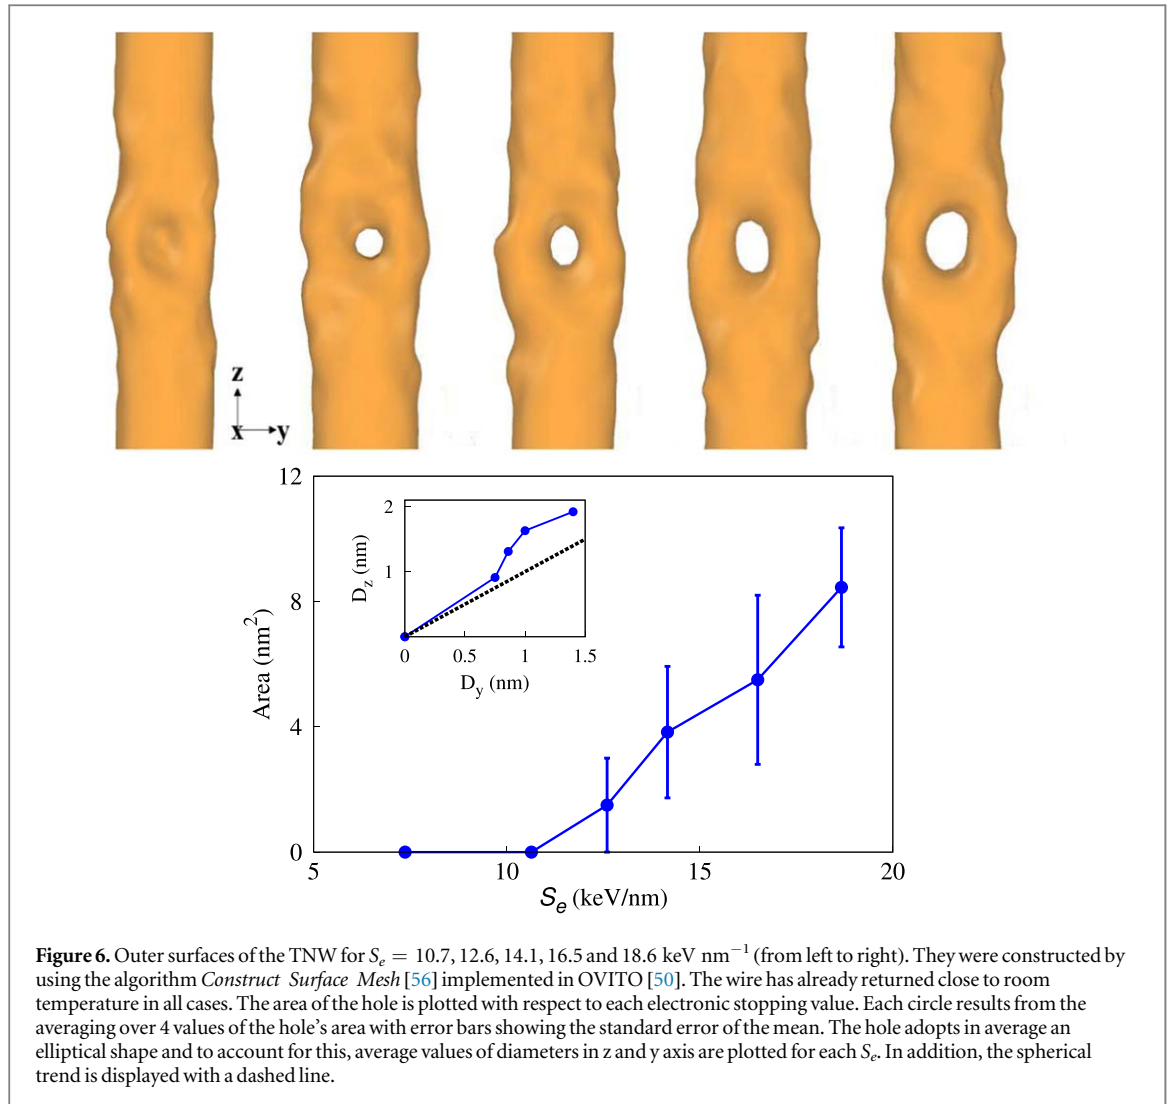 z
x
y
12
8
4
0
Area (nm²)
5
10
15
20
Sₑ (keV/nm)
2
1
D_z (nm)
0
0.5
1
1.5
D_y (nm)
Figure 6. Outer surfaces of the TNW for Sₑ = 10.7, 12.6, 14.1, 16.5 and 18.6 keV nm⁻¹ (from left to right). They were constructed by
using the algorithm Construct Surface Mesh [56] implemented in OVITO [50]. The wire has already returned close to room
temperature in all cases. The area of the hole is plotted with respect to each electronic stopping value. Each circle results from the
averaging over 4 values of the hole's area with error bars showing the standard error of the mean. The hole adopts in average an
elliptical shape and to account for this, average values of diameters in z and y axis are plotted for each Sₑ. In addition, the spherical
trend is displayed with a dashed line.